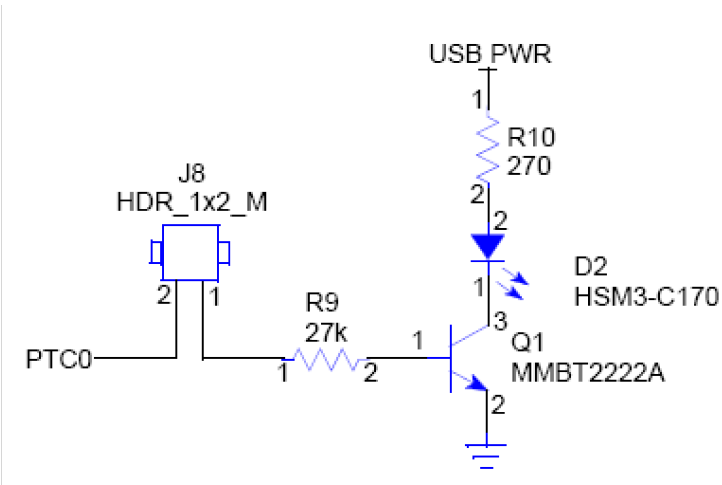 USB PWR
1
R10
270
2
2
J8
HDR_1x2_M
2
1
D2
HSM3-C170
1
R9
27k
3
1
Q1
MMBT2222A
PTC0
1
2
2